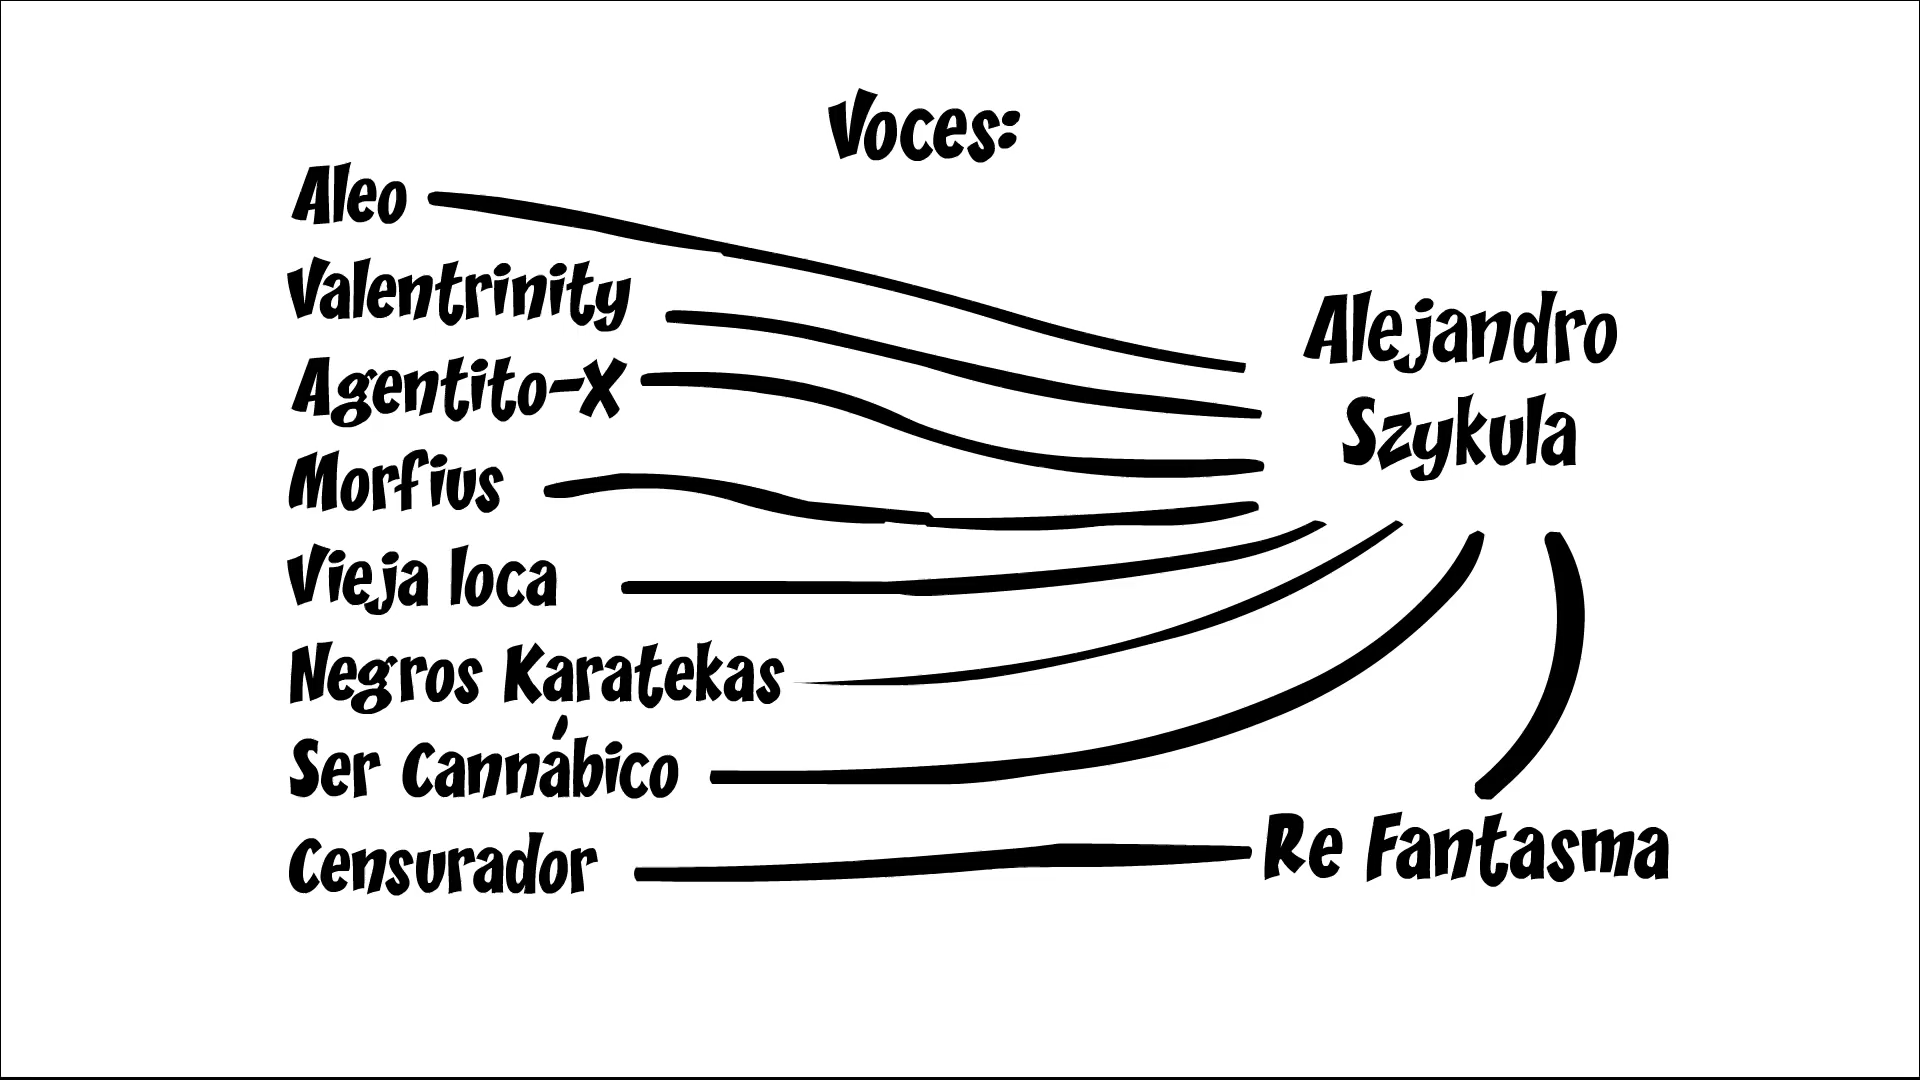 Voces:
Aleo
Valentrinity
Agentito-X
Morfius
Vieja loca
Negros Karatekas
Ser Cannábico
Censurador
Alejandro
Szykula
Re Fantasma